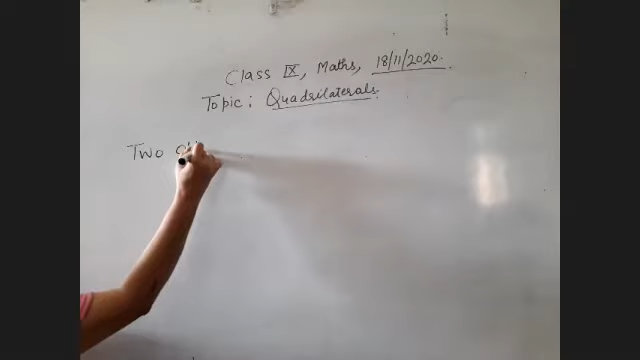 Class IX, Maths, 18/11/2020.
Topic: Quadrilaterals.
Two